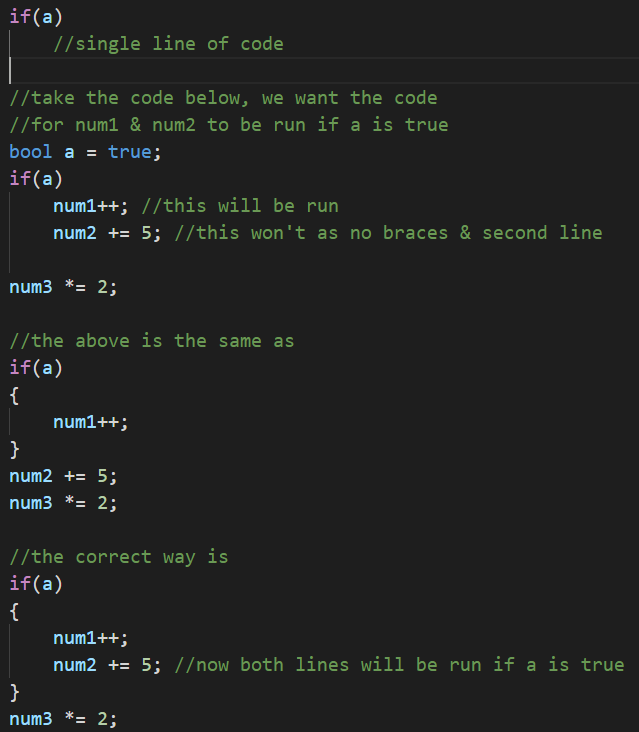 if(a)
    //single line of code

//take the code below, we want the code
//for num1 & num2 to be run if a is true
bool a = true;
if(a)
    num1++; //this will be run
    num2 += 5; //this won't as no braces & second line

num3 *= 2;

//the above is the same as
if(a)
{
    num1++;
}
num2 += 5;
num3 *= 2;

//the correct way is
if(a)
{
    num1++;
    num2 += 5; //now both lines will be run if a is true
}
num3 *= 2;